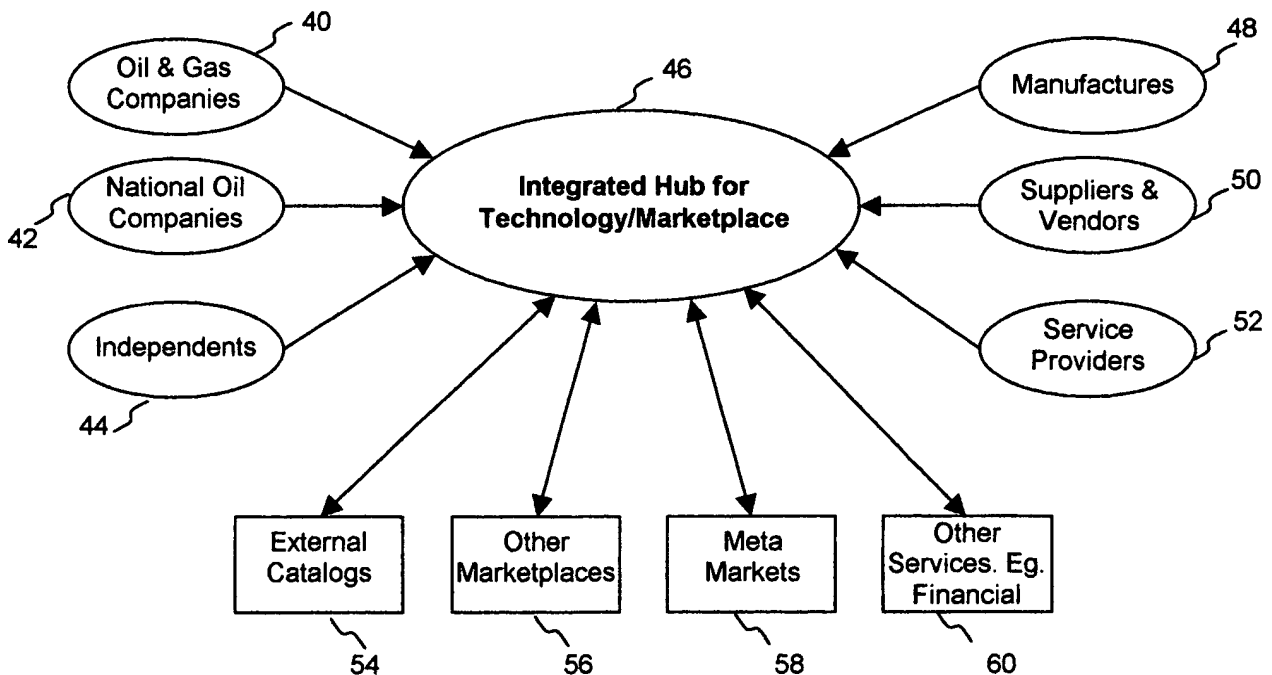 40
Oil & Gas
Companies
46
48
Manufactures
National Oil
Companies
42
Integrated Hub for
Technology/Marketplace
Suppliers &
Vendors
50
Independents
44
Service
Providers
52
External
Catalogs
54
Other
Marketplaces
56
Meta
Markets
58
Other
Services. Eg.
Financial
60